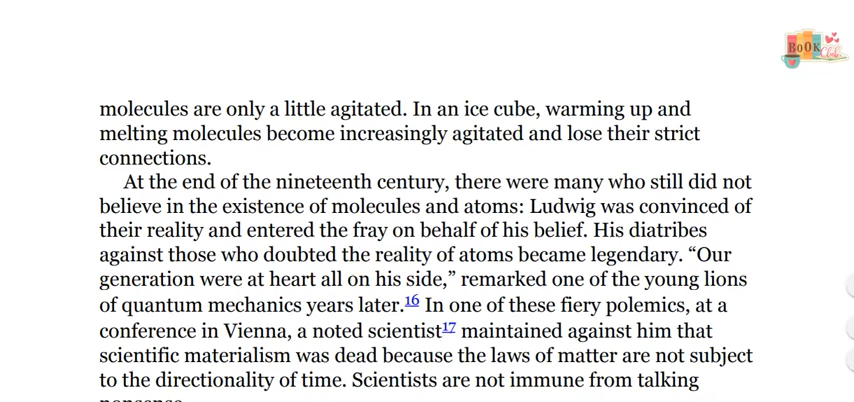 BOOK
Club
molecules are only a little agitated. In an ice cube, warming up and
melting molecules become increasingly agitated and lose their strict
connections.
At the end of the nineteenth century, there were many who still did not
believe in the existence of molecules and atoms: Ludwig was convinced of
their reality and entered the fray on behalf of his belief. His diatribes
against those who doubted the reality of atoms became legendary. “Our
generation were at heart all on his side,” remarked one of the young lions
of quantum mechanics years later.16 In one of these fiery polemics, at a
conference in Vienna, a noted scientist17 maintained against him that
scientific materialism was dead because the laws of matter are not subject
to the directionality of time. Scientists are not immune from talking